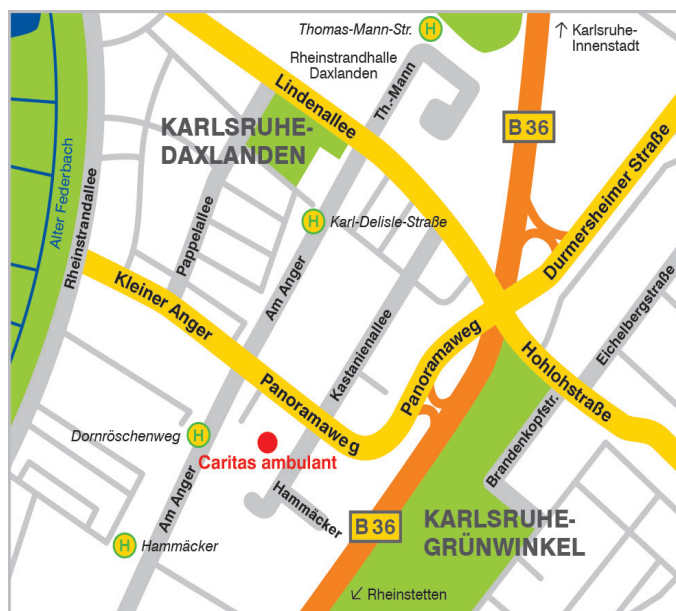 Thomas-Mann-Str.
H
Karlsruhe-
Innenstadt
Rheinstrandhalle
Daxlanden
Th.-Mann
Lindenallee
B 36
KARLSRUHE-
DAXLANDEN
Durmersheimer Straße
Alter Federbach
Rheinstrandallee
Pappelallee
H
Karl-Delisle-Straße
Am Anger
Kleiner Anger
Kastanienallee
Panoramaweg
Eichelbergstraße
Hohlohstraße
Panoramaweg
Dornröschenweg
H
Caritas ambulant
Brandenkopfstr.
Am Anger
Hammäcker
B 36
KARLSRUHE-
GRÜNWINKEL
H
Hammäcker
Rheinstetten